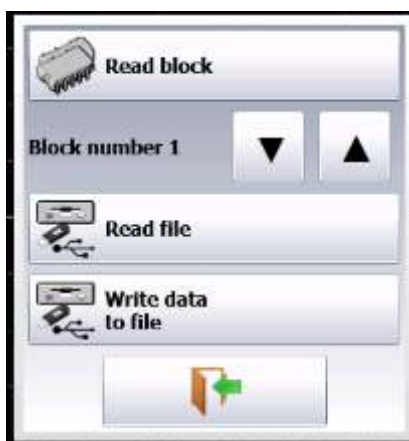 Read block
Block number 1
Read file
Write data
to file